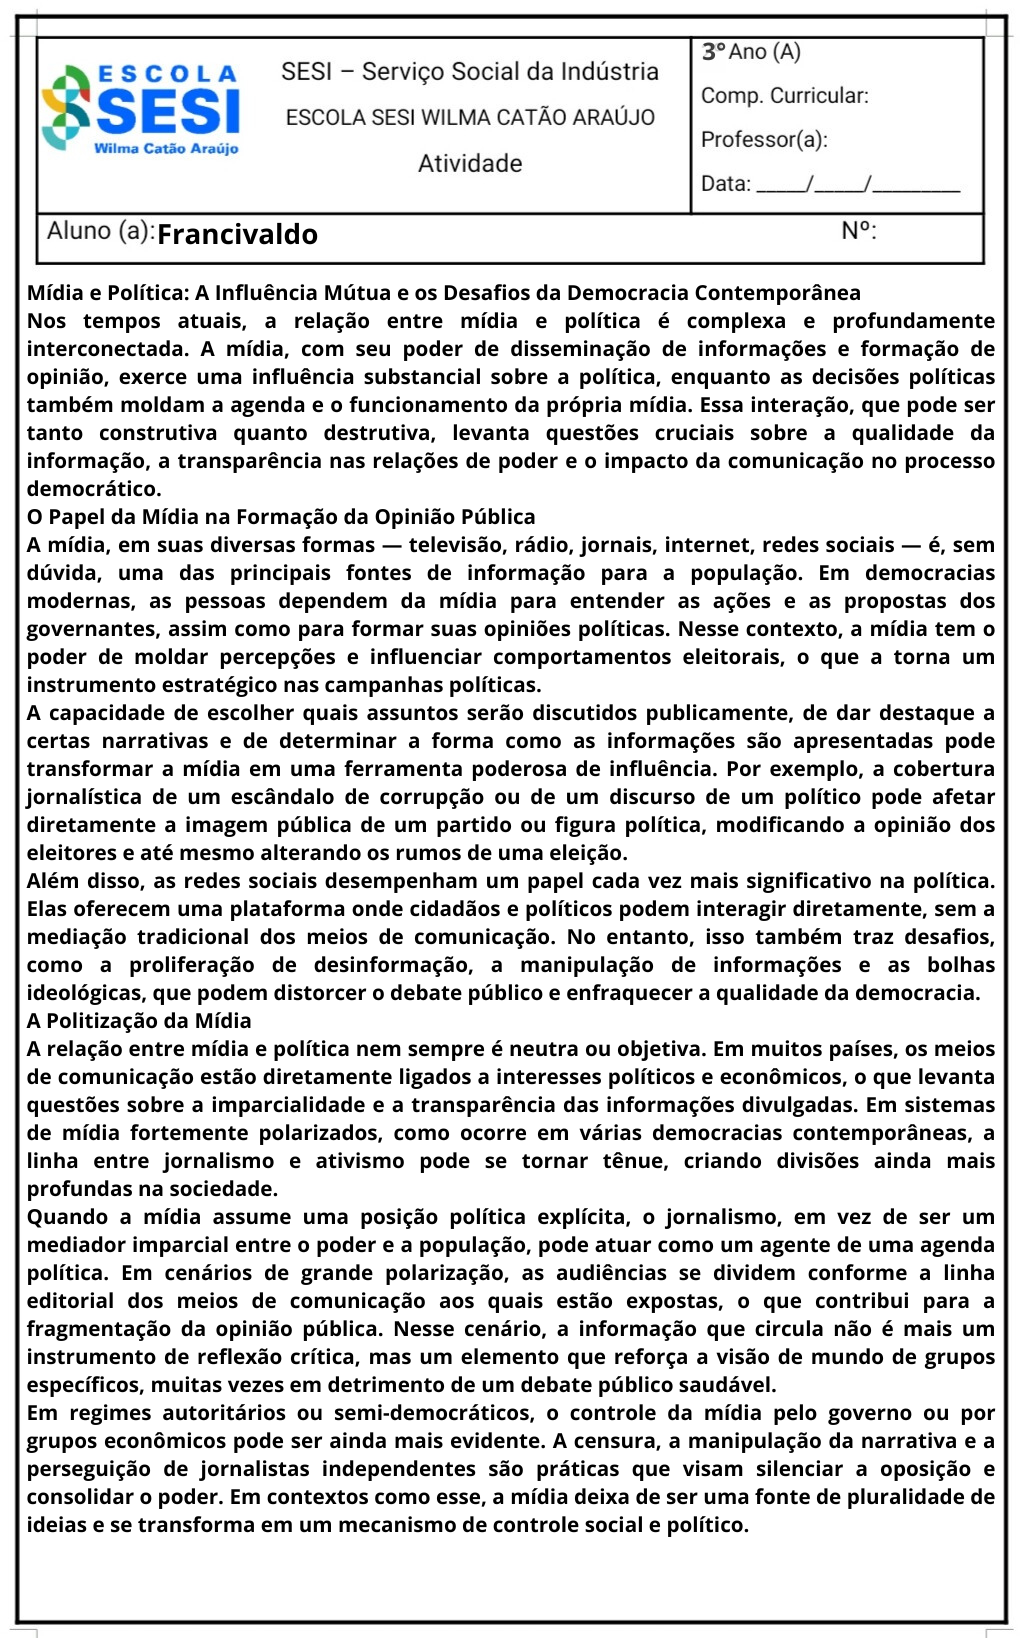 ESCOLA
SESI
Wilma Catão Araújo
SESI – Serviço Social da Indústria
ESCOLA SESI WILMA CATÃO ARAÚJO
Atividade
3° Ano (A)
Comp. Curricular:
Professor(a):
Data: _____/_____/_________
Aluno (a): Francivaldo Nº:
Mídia e Política: A Influência Mútua e os Desafios da Democracia Contemporânea
Nos tempos atuais, a relação entre mídia e política é complexa e profundamente
interconectada. A mídia, com seu poder de disseminação de informações e formação de
opinião, exerce uma influência substancial sobre a política, enquanto as decisões políticas
também moldam a agenda e o funcionamento da própria mídia. Essa interação, que pode ser
tanto construtiva quanto destrutiva, levanta questões cruciais sobre a qualidade da
informação, a transparência nas relações de poder e o impacto da comunicação no processo
democrático.
O Papel da Mídia na Formação da Opinião Pública
A mídia, em suas diversas formas — televisão, rádio, jornais, internet, redes sociais — é, sem
dúvida, uma das principais fontes de informação para a população. Em democracias
modernas, as pessoas dependem da mídia para entender as ações e as propostas dos
governantes, assim como para formar suas opiniões políticas. Nesse contexto, a mídia tem o
poder de moldar percepções e influenciar comportamentos eleitorais, o que a torna um
instrumento estratégico nas campanhas políticas.
A capacidade de escolher quais assuntos serão discutidos publicamente, de dar destaque a
certas narrativas e de determinar a forma como as informações são apresentadas pode
transformar a mídia em uma ferramenta poderosa de influência. Por exemplo, a cobertura
jornalística de um escândalo de corrupção ou de um discurso de um político pode afetar
diretamente a imagem pública de um partido ou figura política, modificando a opinião dos
eleitores e até mesmo alterando os rumos de uma eleição.
Além disso, as redes sociais desempenham um papel cada vez mais significativo na política.
Elas oferecem uma plataforma onde cidadãos e políticos podem interagir diretamente, sem a
mediação tradicional dos meios de comunicação. No entanto, isso também traz desafios,
como a proliferação de desinformação, a manipulação de informações e as bolhas
ideológicas, que podem distorcer o debate público e enfraquecer a qualidade da democracia.
A Politização da Mídia
A relação entre mídia e política nem sempre é neutra ou objetiva. Em muitos países, os meios
de comunicação estão diretamente ligados a interesses políticos e econômicos, o que levanta
questões sobre a imparcialidade e a transparência das informações divulgadas. Em sistemas
de mídia fortemente polarizados, como ocorre em várias democracias contemporâneas, a
linha entre jornalismo e ativismo pode se tornar tênue, criando divisões ainda mais
profundas na sociedade.
Quando a mídia assume uma posição política explícita, o jornalismo, em vez de ser um
mediador imparcial entre o poder e a população, pode atuar como um agente de uma agenda
política. Em cenários de grande polarização, as audiências se dividem conforme a linha
editorial dos meios de comunicação aos quais estão expostas, o que contribui para a
fragmentação da opinião pública. Nesse cenário, a informação que circula não é mais um
instrumento de reflexão crítica, mas um elemento que reforça a visão de mundo de grupos
específicos, muitas vezes em detrimento de um debate público saudável.
Em regimes autoritários ou semi-democráticos, o controle da mídia pelo governo ou por
grupos econômicos pode ser ainda mais evidente. A censura, a manipulação da narrativa e a
perseguição de jornalistas independentes são práticas que visam silenciar a oposição e
consolidar o poder. Em contextos como esse, a mídia deixa de ser uma fonte de pluralidade de
ideias e se transforma em um mecanismo de controle social e político.